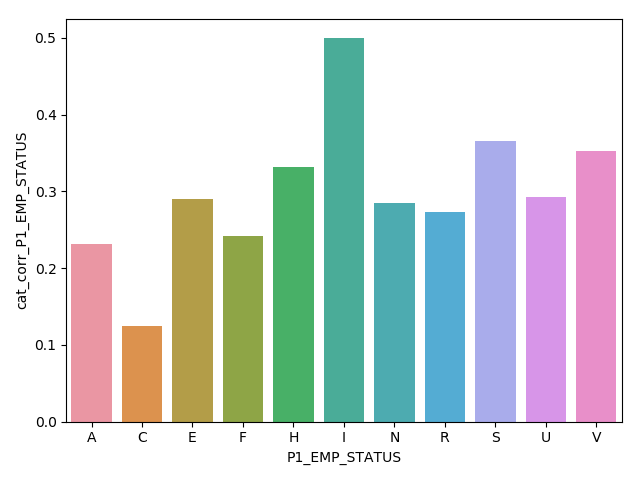 0.5
0.4
0.3
0.2
0.1
0.0
cat_corr_P1_EMP_STATUS
A C E F H I N R S U V
P1_EMP_STATUS